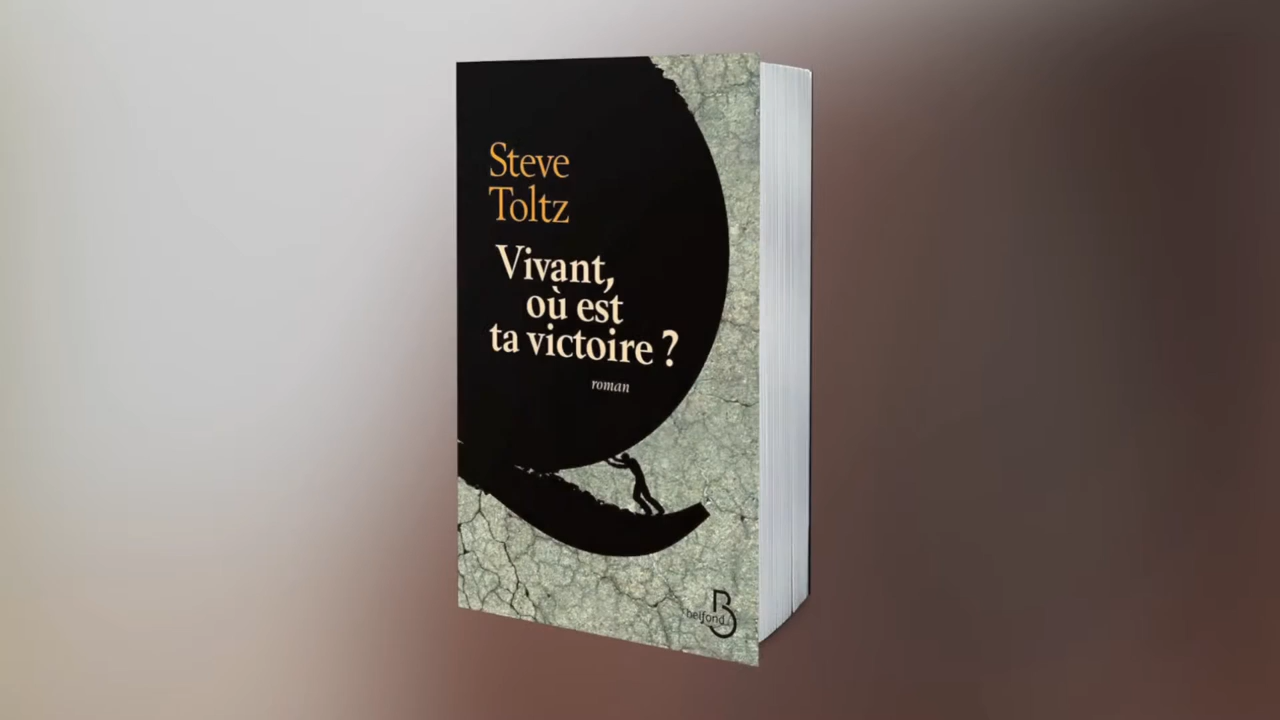 Steve
Toltz
Vivant,
où est
ta victoire ?
roman
belfond